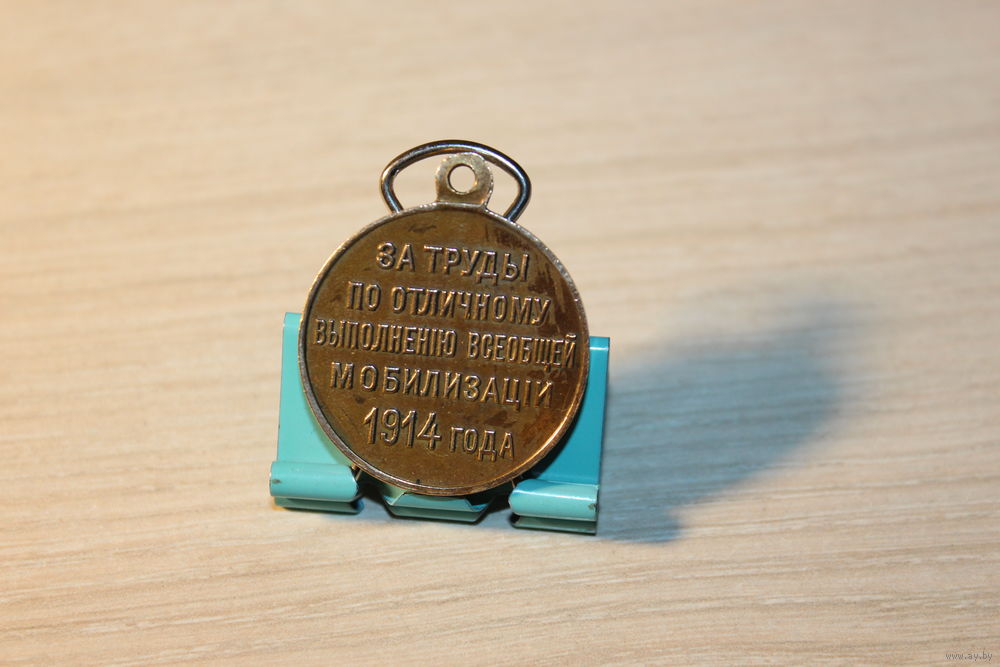 ЗА ТРУДЫ
ПО ОТЛИЧНОМУ
ВЫПОЛНЕНІЮ ВСЕОБЩЕЙ
МОБИЛИЗАЦІИ
1914 ГОДА
www.ay.by